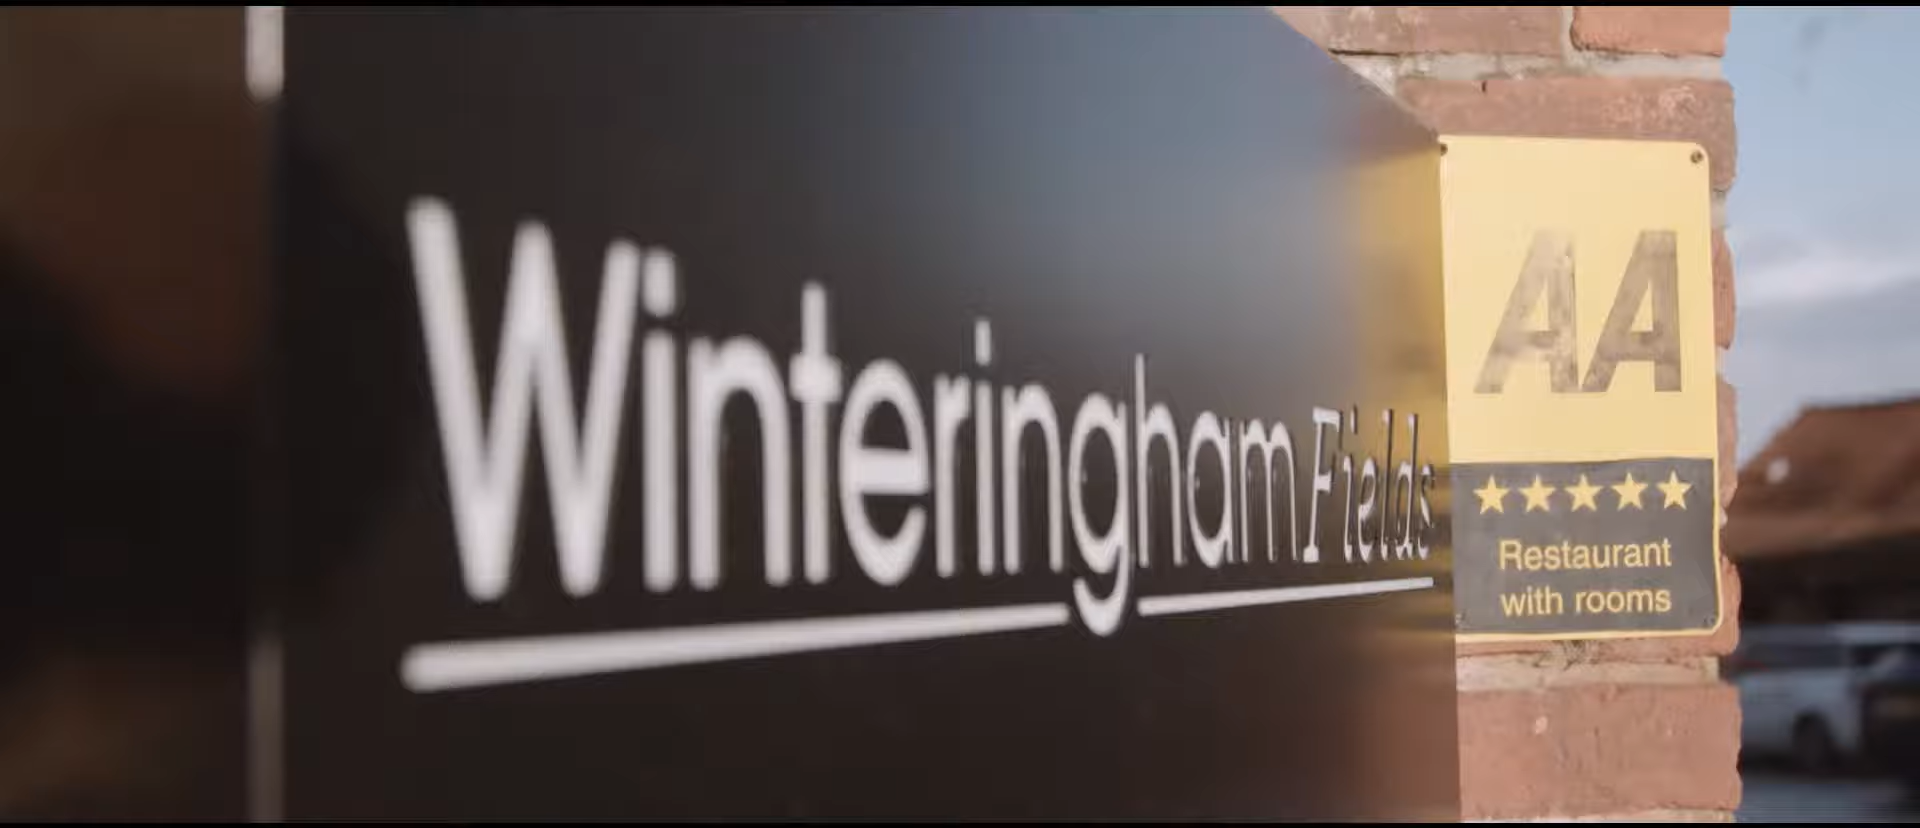 Winteringham Fields
AA
★★★★★
Restaurant
with rooms